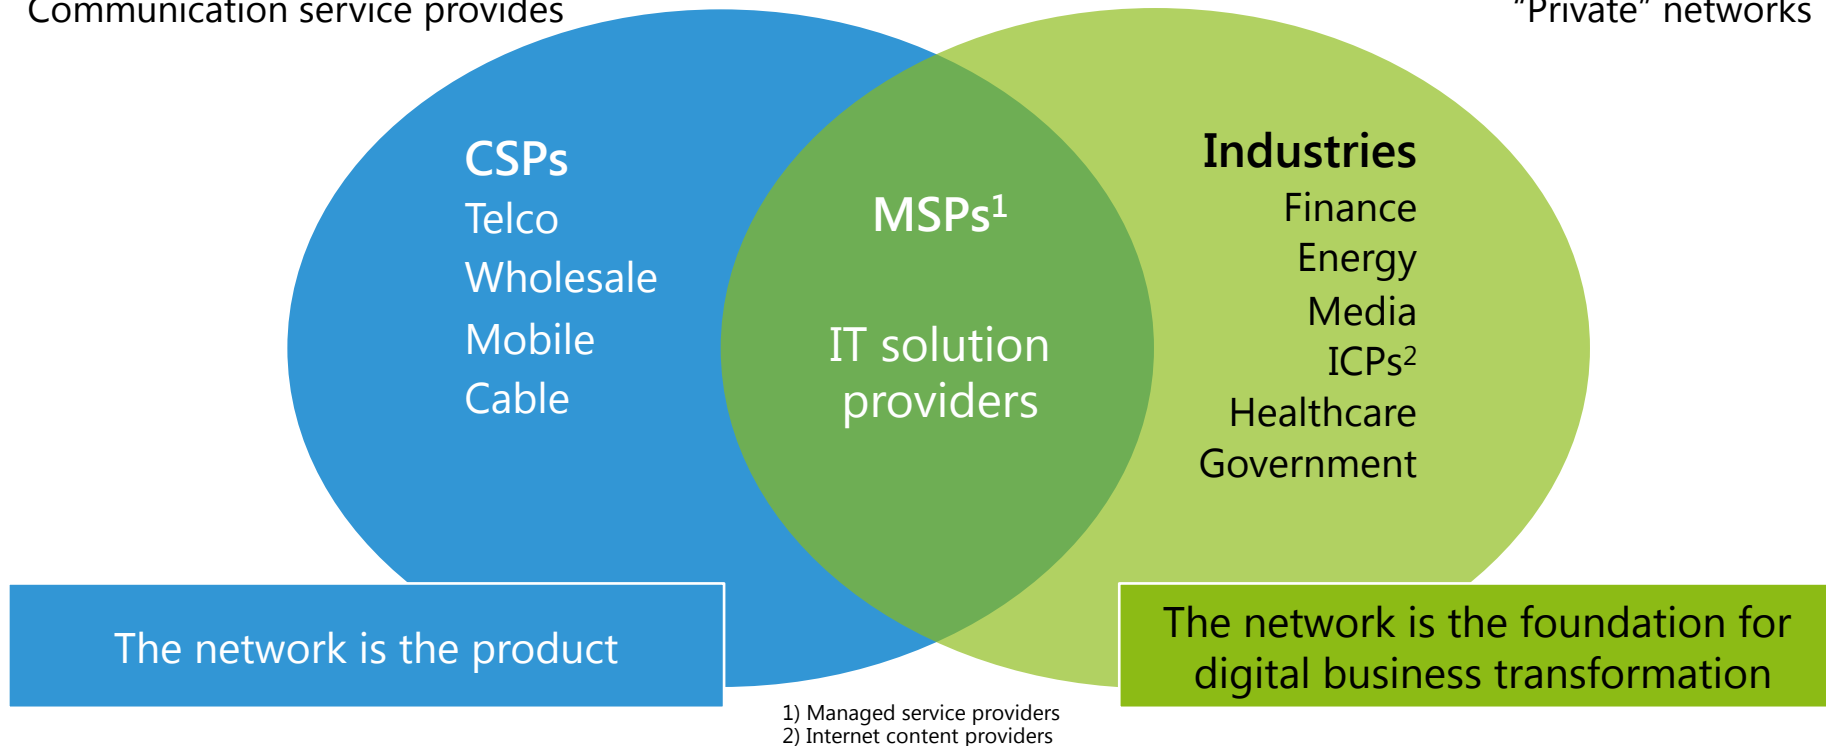 Communication service provides
“Private” networks
CSPs
Telco
Wholesale
Mobile
Cable
MSPs¹
IT solution
providers
Industries
Finance
Energy
Media
ICPs²
Healthcare
Government
The network is the product
The network is the foundation for
digital business transformation
1) Managed service providers
2) Internet content providers